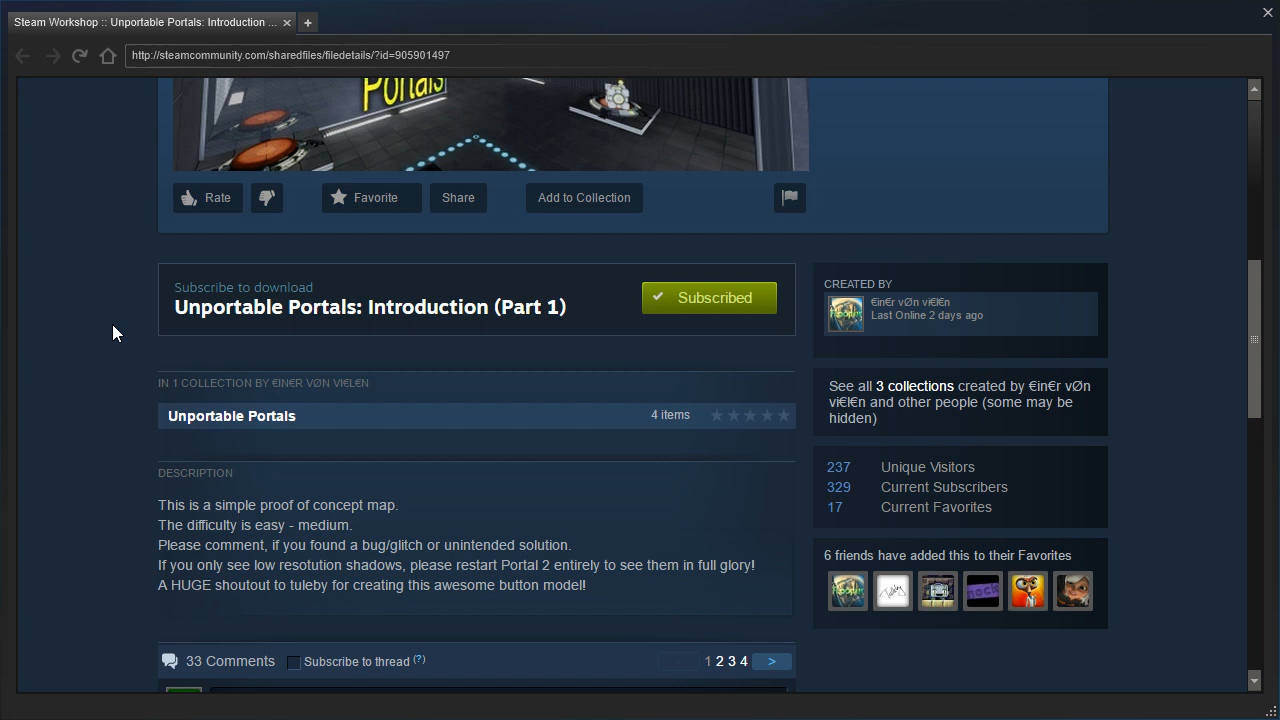 Steam Workshop :: Unportable Portals: Introduction ...
http://steamcommunity.com/sharedfiles/filedetails/?id=905901497
Portals
Rate
Favorite
Share
Add to Collection
Subscribe to download
Unportable Portals: Introduction (Part 1)
Subscribed
IN 1 COLLECTION BY €IN€R VØN VI€L€N
Unportable Portals
4 items
DESCRIPTION
This is a simple proof of concept map.
The difficulty is easy - medium.
Please comment, if you found a bug/glitch or unintended solution.
If you only see low resotution shadows, please restart Portal 2 entirely to see them in full glory!
A HUGE shoutout to tuleby for creating this awesome button model!
33 Comments
Subscribe to thread (?)
1 2 3 4 >
CREATED BY
€in€r vØn vi€l€n
Last Online 2 days ago
See all 3 collections created by €in€r vØn
vi€l€n and other people (some may be
hidden)
237 Unique Visitors
329 Current Subscribers
17 Current Favorites
6 friends have added this to their Favorites